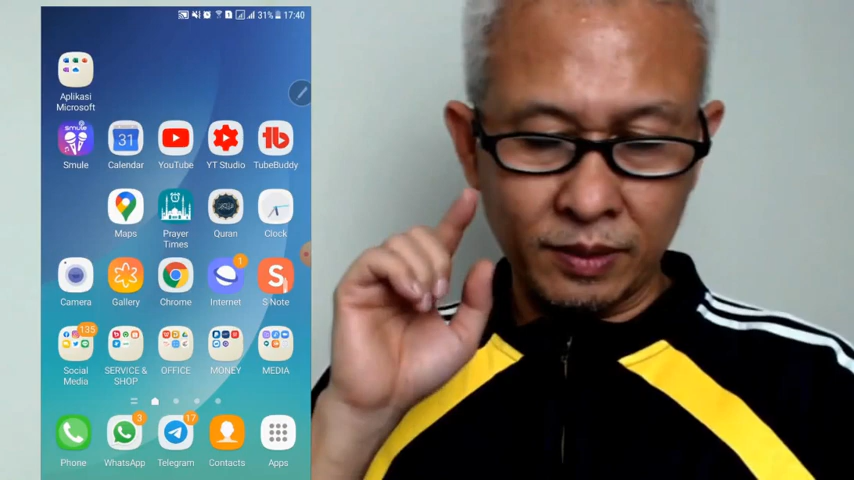 31% 17:40
Aplikasi
Microsoft
SMULE
31
Smule
Calendar
YouTube
YT Studio
TubeBuddy
Maps
Prayer
Times
Quran
Clock
1
S
Camera
Gallery
Chrome
Internet
S Note
135
Social
Media
SERVICE &
SHOP
OFFICE
MONEY
MEDIA
3
17
Phone
WhatsApp
Telegram
Contacts
Apps